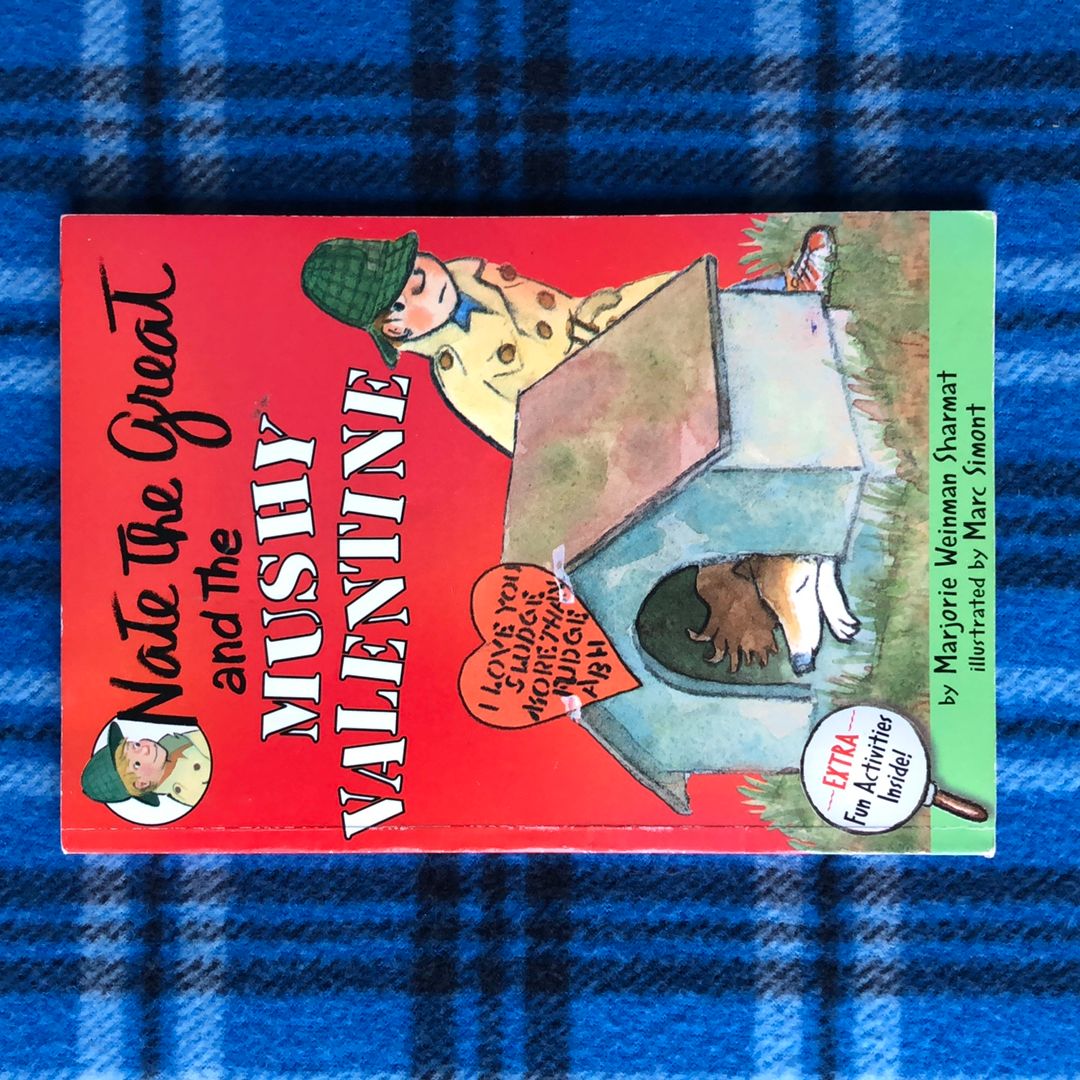 Nate the Great
and the
MUSHY
VALENTINE
I LOVE YOU
SLUDGE
MORE THAN
FUDGE
ABH
EXTRA
Fun Activities
Inside!
by Marjorie Weinman Sharmat
illustrated by Marc Simont